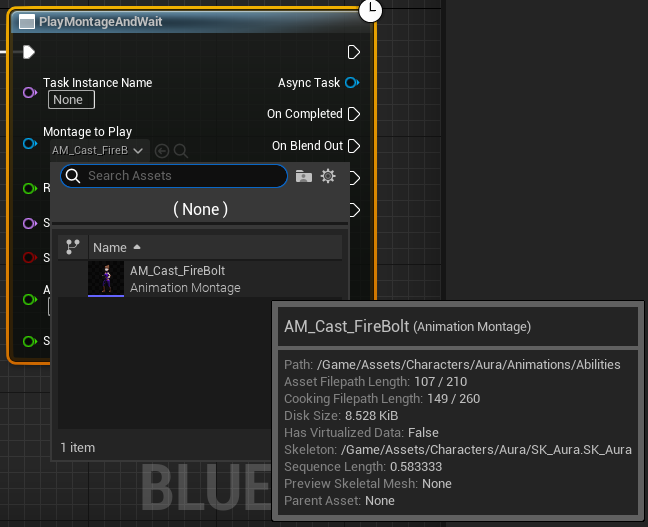 PlayMontageAndWait
Task Instance Name
None
Async Task
On Completed
Montage to Play
AM_Cast_FireB
On Blend Out
Search Assets
R
( None )
S
Name
S
AM_Cast_FireBolt
Animation Montage
A
S
1 item
BLUE
AM_Cast_FireBolt (Animation Montage)
Path: /Game/Assets/Characters/Aura/Animations/Abilities
Asset Filepath Length: 107 / 210
Cooking Filepath Length: 149 / 260
Disk Size: 8.528 KiB
Has Virtualized Data: False
Skeleton: /Game/Assets/Characters/Aura/SK_Aura.SK_Aura
Sequence Length: 0.583333
Preview Skeletal Mesh: None
Parent Asset: None